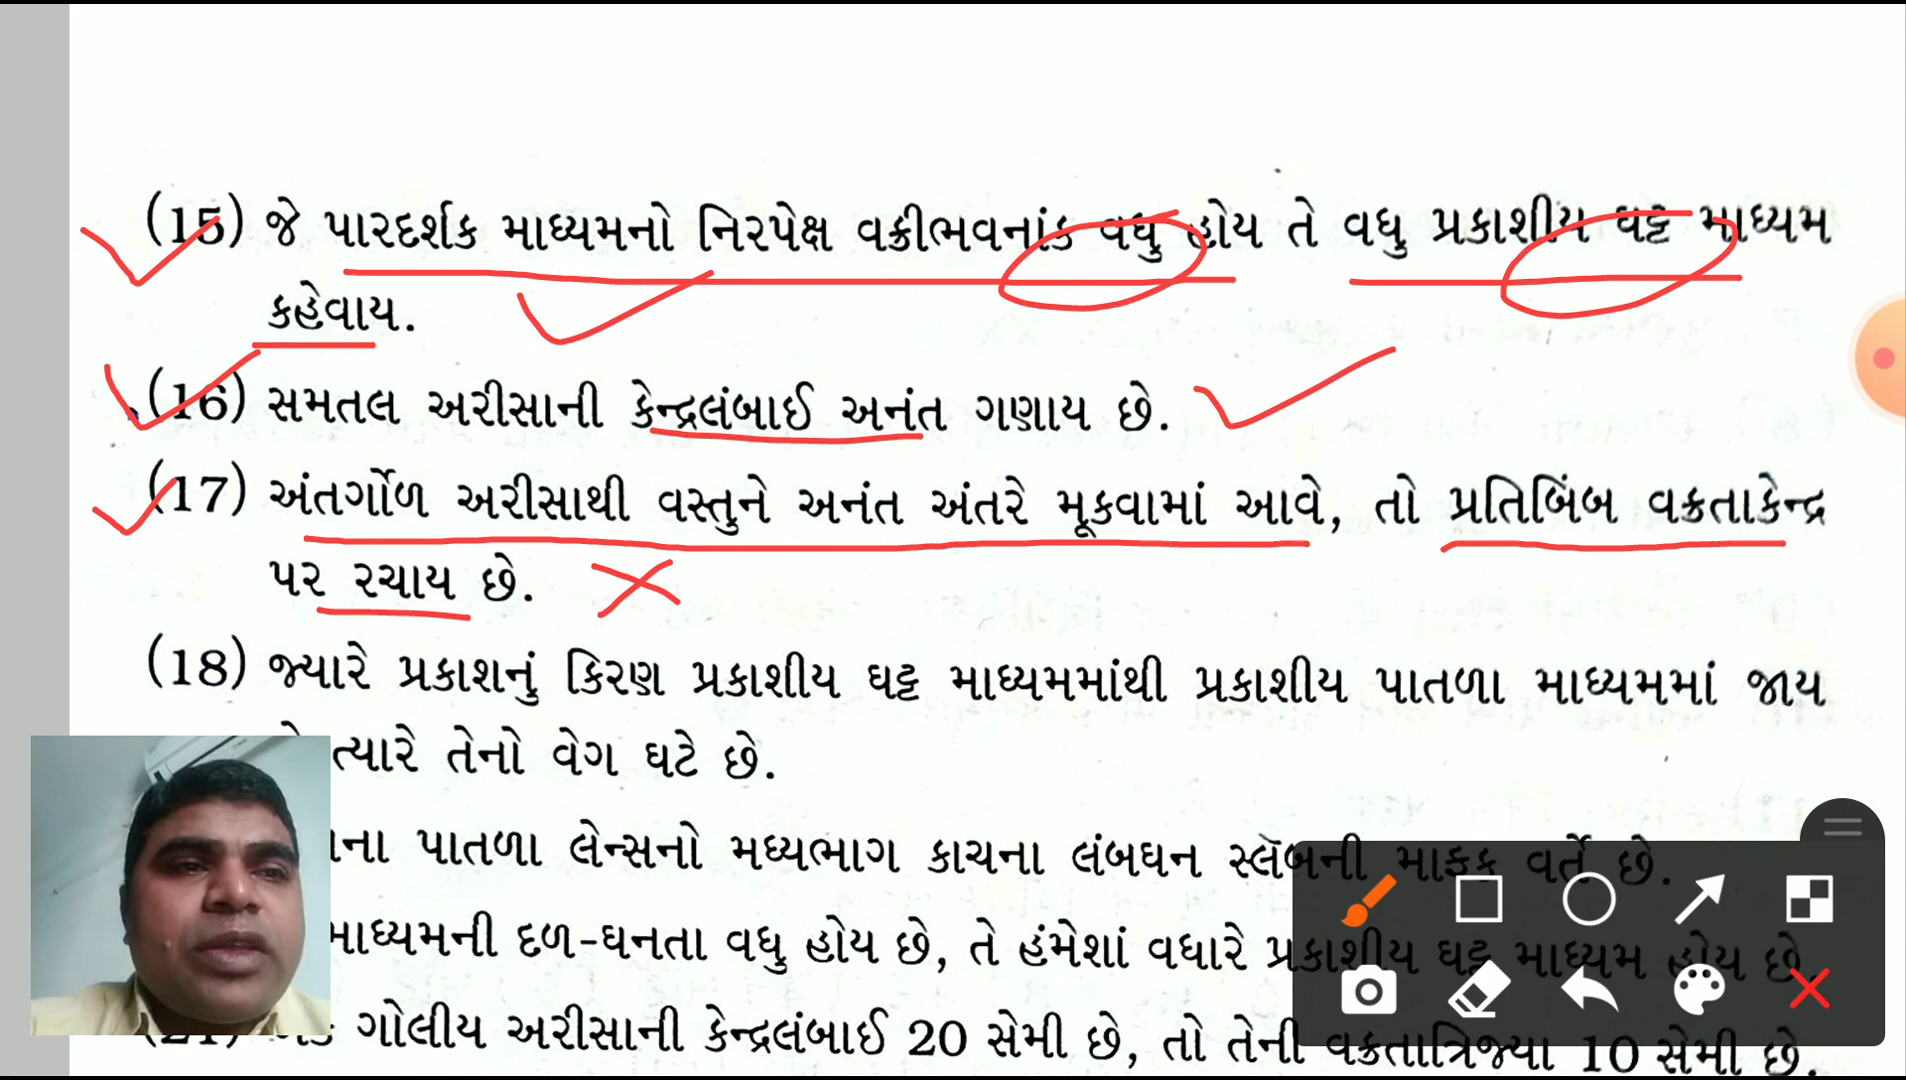 (15) જે પારદર્શક માધ્યમનો નિરપેક્ષ વક્રીભવનાંક વધુ હોય તે વધુ પ્રકાશીય ઘટ્ટ માધ્યમ
કહેવાય.
(16) સમતલ અરીસાની કેન્દ્રલંબાઈ અનંત ગણાય છે.
(17) અંતર્ગોળ અરીસાથી વસ્તુને અનંત અંતરે મૂકવામાં આવે, તો પ્રતિબિંબ વક્રતાકેન્દ્ર
પર રચાય છે.
(18) જ્યારે પ્રકાશનું કિરણ પ્રકાશીય ઘટ્ટ માધ્યમમાંથી પ્રકાશીય પાતળા માધ્યમમાં જાય
ત્યારે તેનો વેગ ઘટે છે.
પાતળા લેન્સનો મધ્યભાગ કાચના લંબઘન સ્લૅબની માફક વર્તે છે.
માધ્યમની દળ-ઘનતા વધુ હોય છે, તે હંમેશાં વધારે પ્રકાશીય ઘટ્ટ માધ્યમ હોય છે.
(21) ગોલીય અરીસાની કેન્દ્રલંબાઈ 20 સેમી છે, તો તેની વક્રતાત્રિજ્યા 10 સેમી છે.